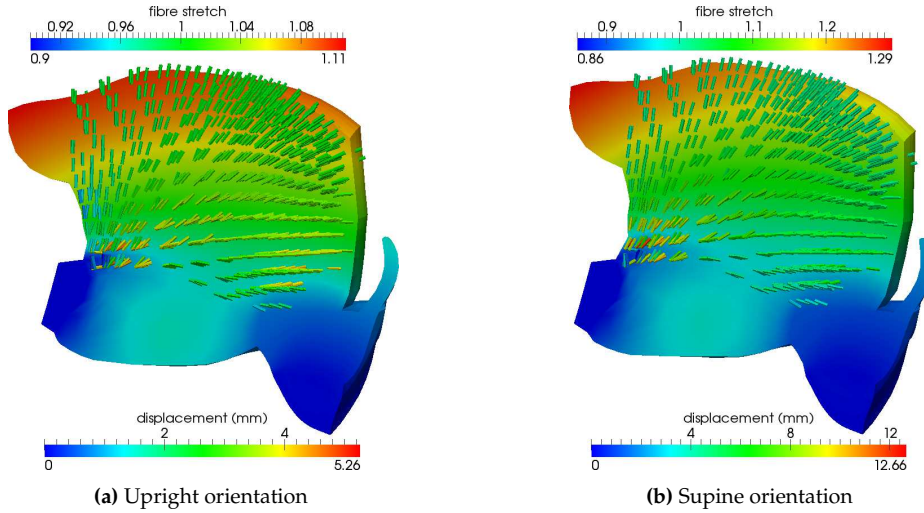 fibre stretch
0.92 0.96 1 1.04 1.08
0.9 1.11
displacement (mm)
2 4
0 5.26
(a) Upright orientation
fibre stretch
0.9 1 1.1 1.2
0.86 1.29
displacement (mm)
4 8 12
0 12.66
(b) Supine orientation